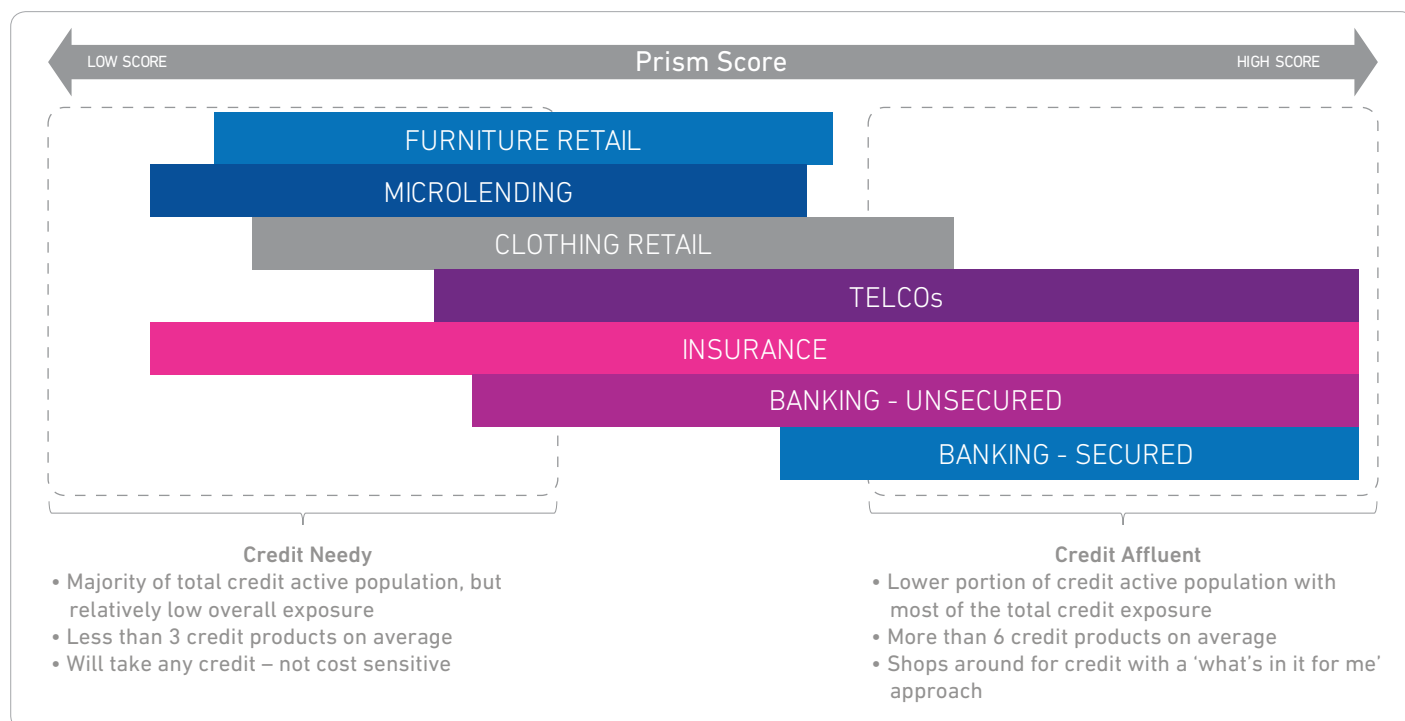 LOW SCORE
Prism Score
HIGH SCORE
FURNITURE RETAIL
MICROLENDING
CLOTHING RETAIL
TELCOs
INSURANCE
BANKING - UNSECURED
BANKING - SECURED
Credit Needy
• Majority of total credit active population, but
relatively low overall exposure
• Less than 3 credit products on average
• Will take any credit – not cost sensitive
Credit Affluent
• Lower portion of credit active population with
most of the total credit exposure
• More than 6 credit products on average
• Shops around for credit with a ‘what’s in it for me’
approach